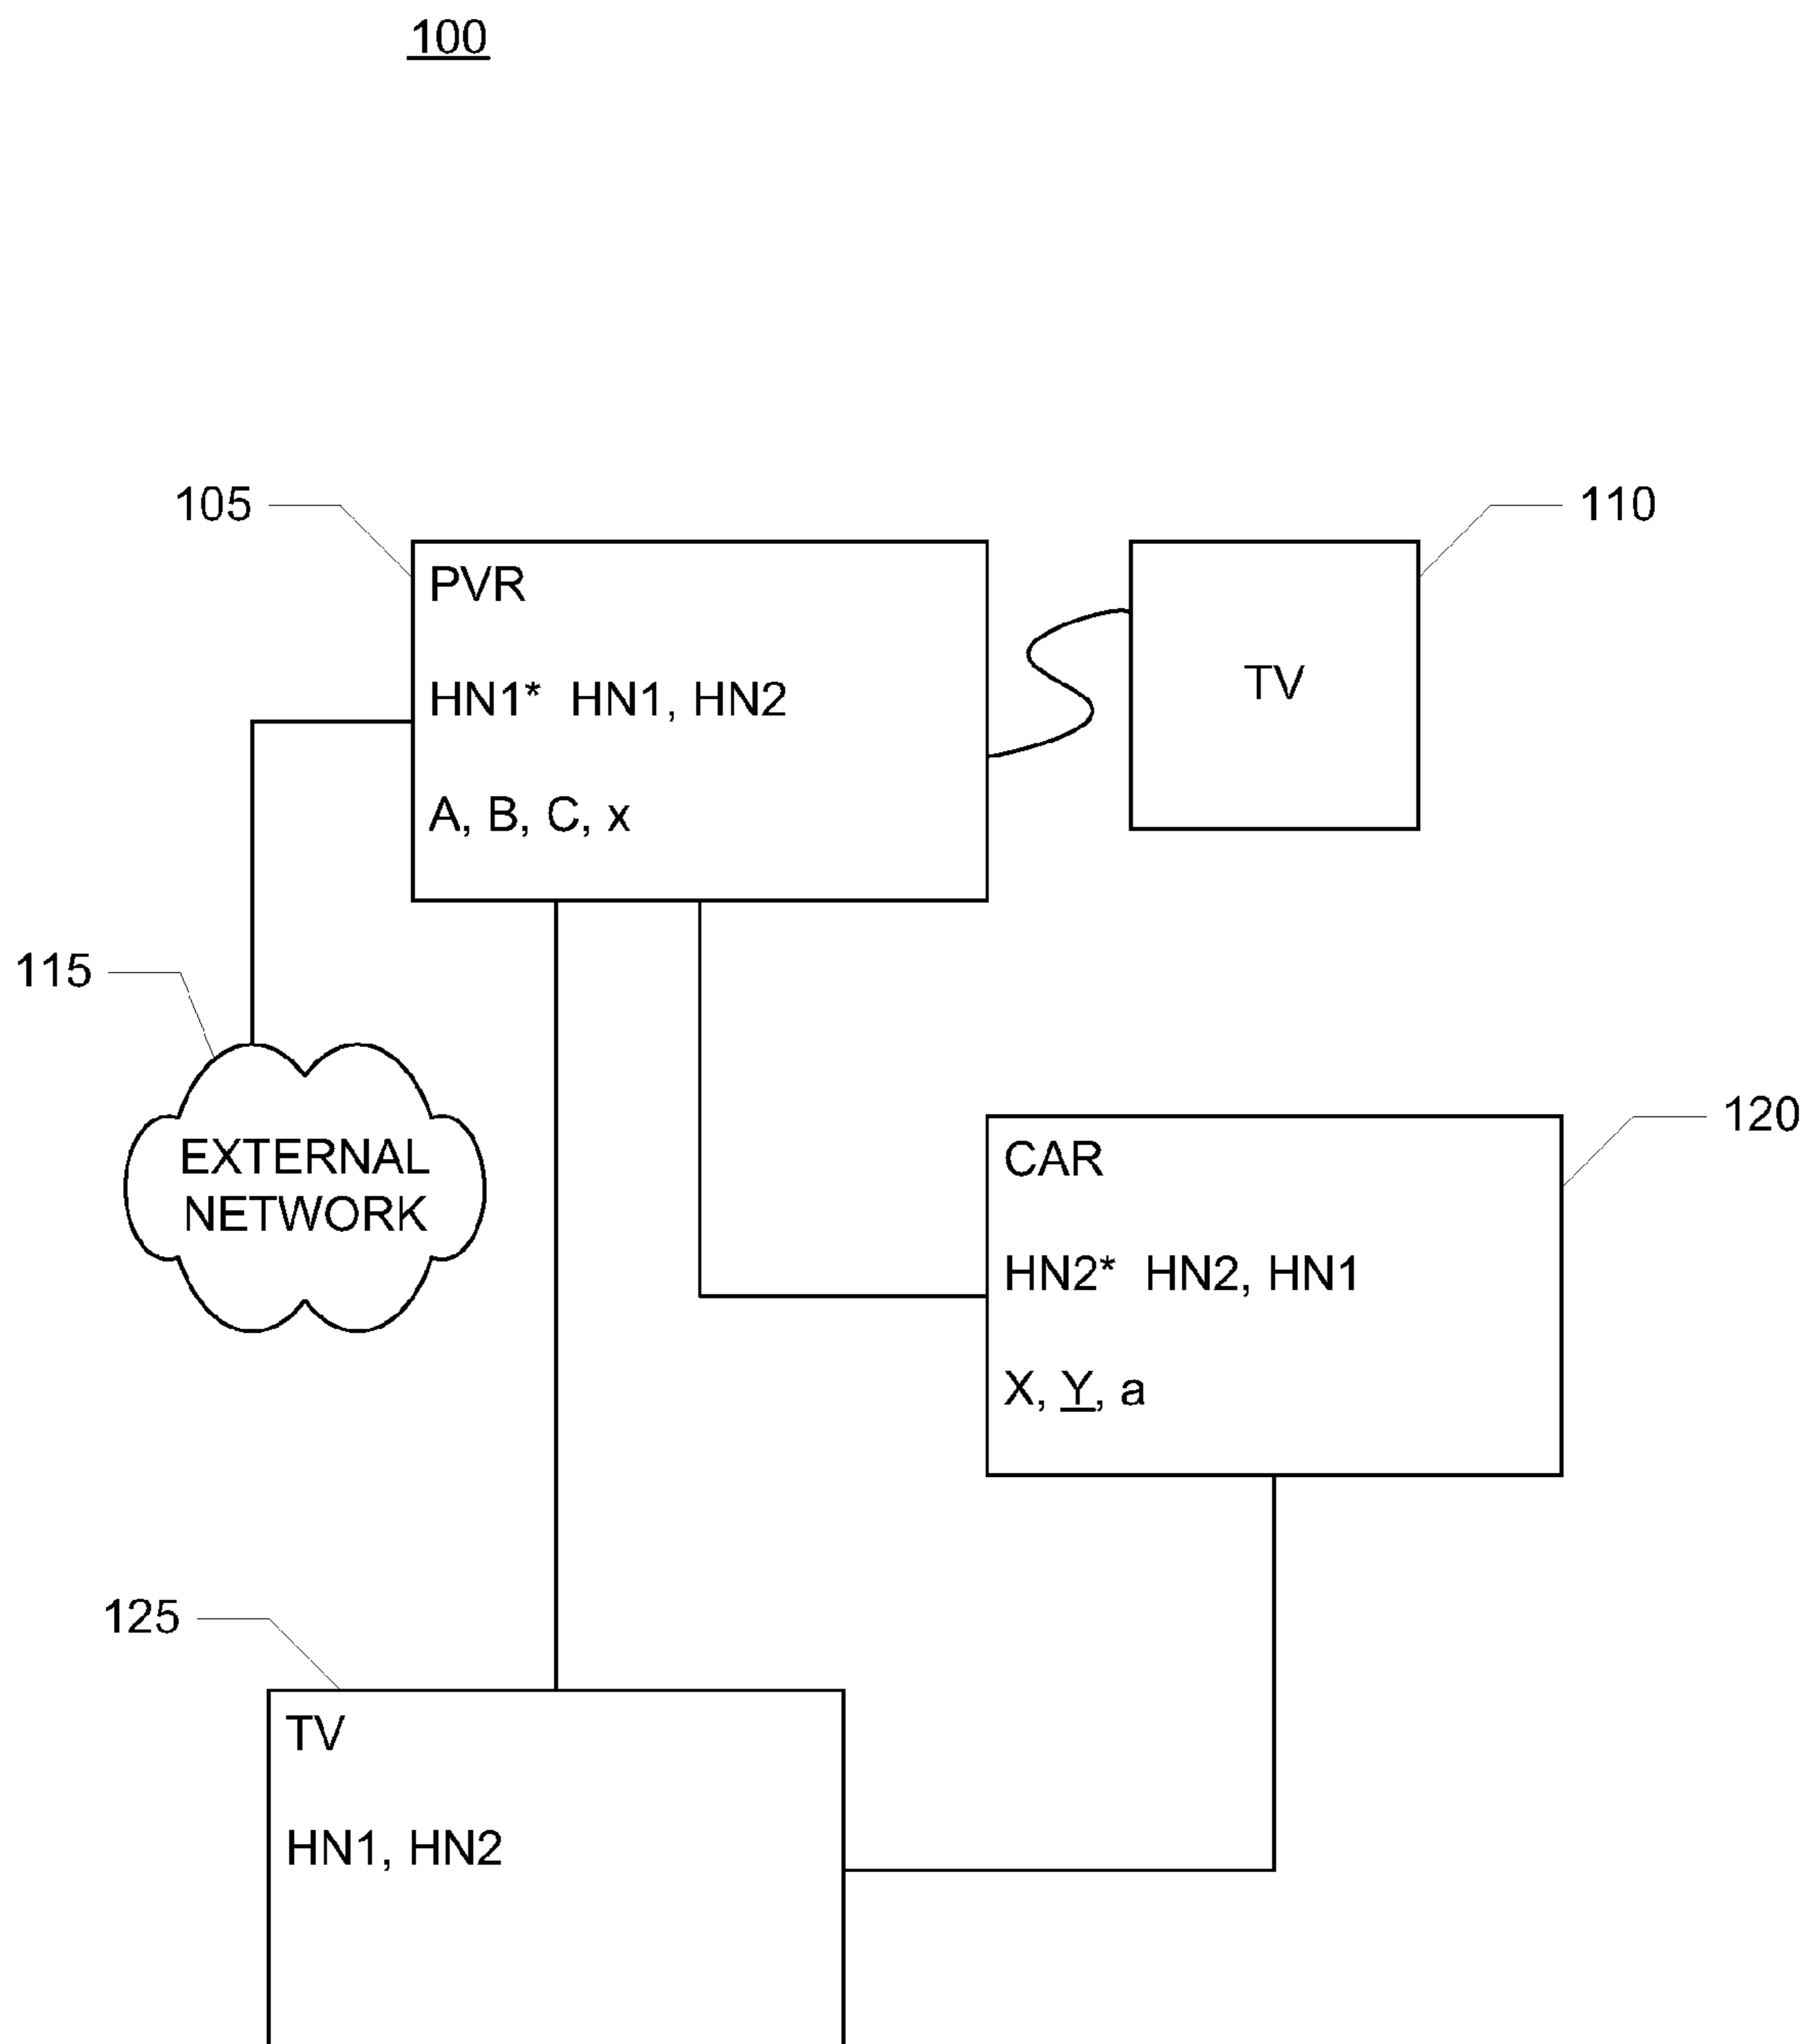 100
105
110
PVR
HN1* HN1, HN2
A, B, C, x
TV
115
EXTERNAL
NETWORK
120
CAR
HN2* HN2, HN1
X, Y, a
125
TV
HN1, HN2